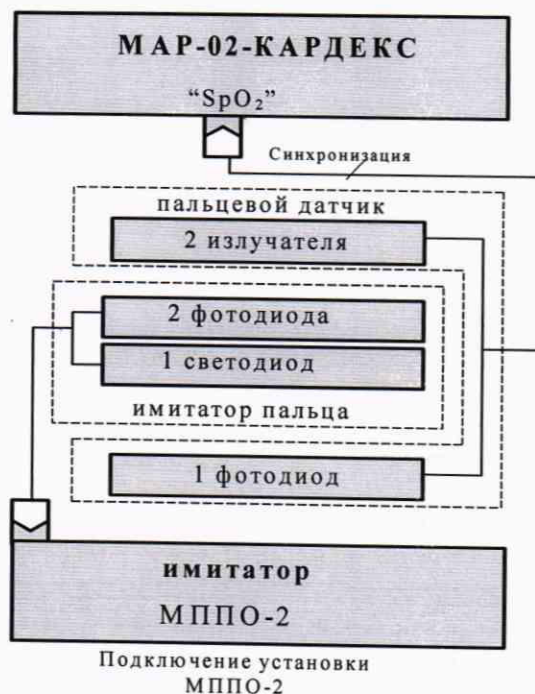 МАР-02-КАРДЕКС
“SpO₂”
Синхронизация
пальцевой датчик
2 излучателя
2 фотодиода
1 светодиод
имитатор пальца
1 фотодиод
имитатор
МППО-2
Подключение установки
МППО-2